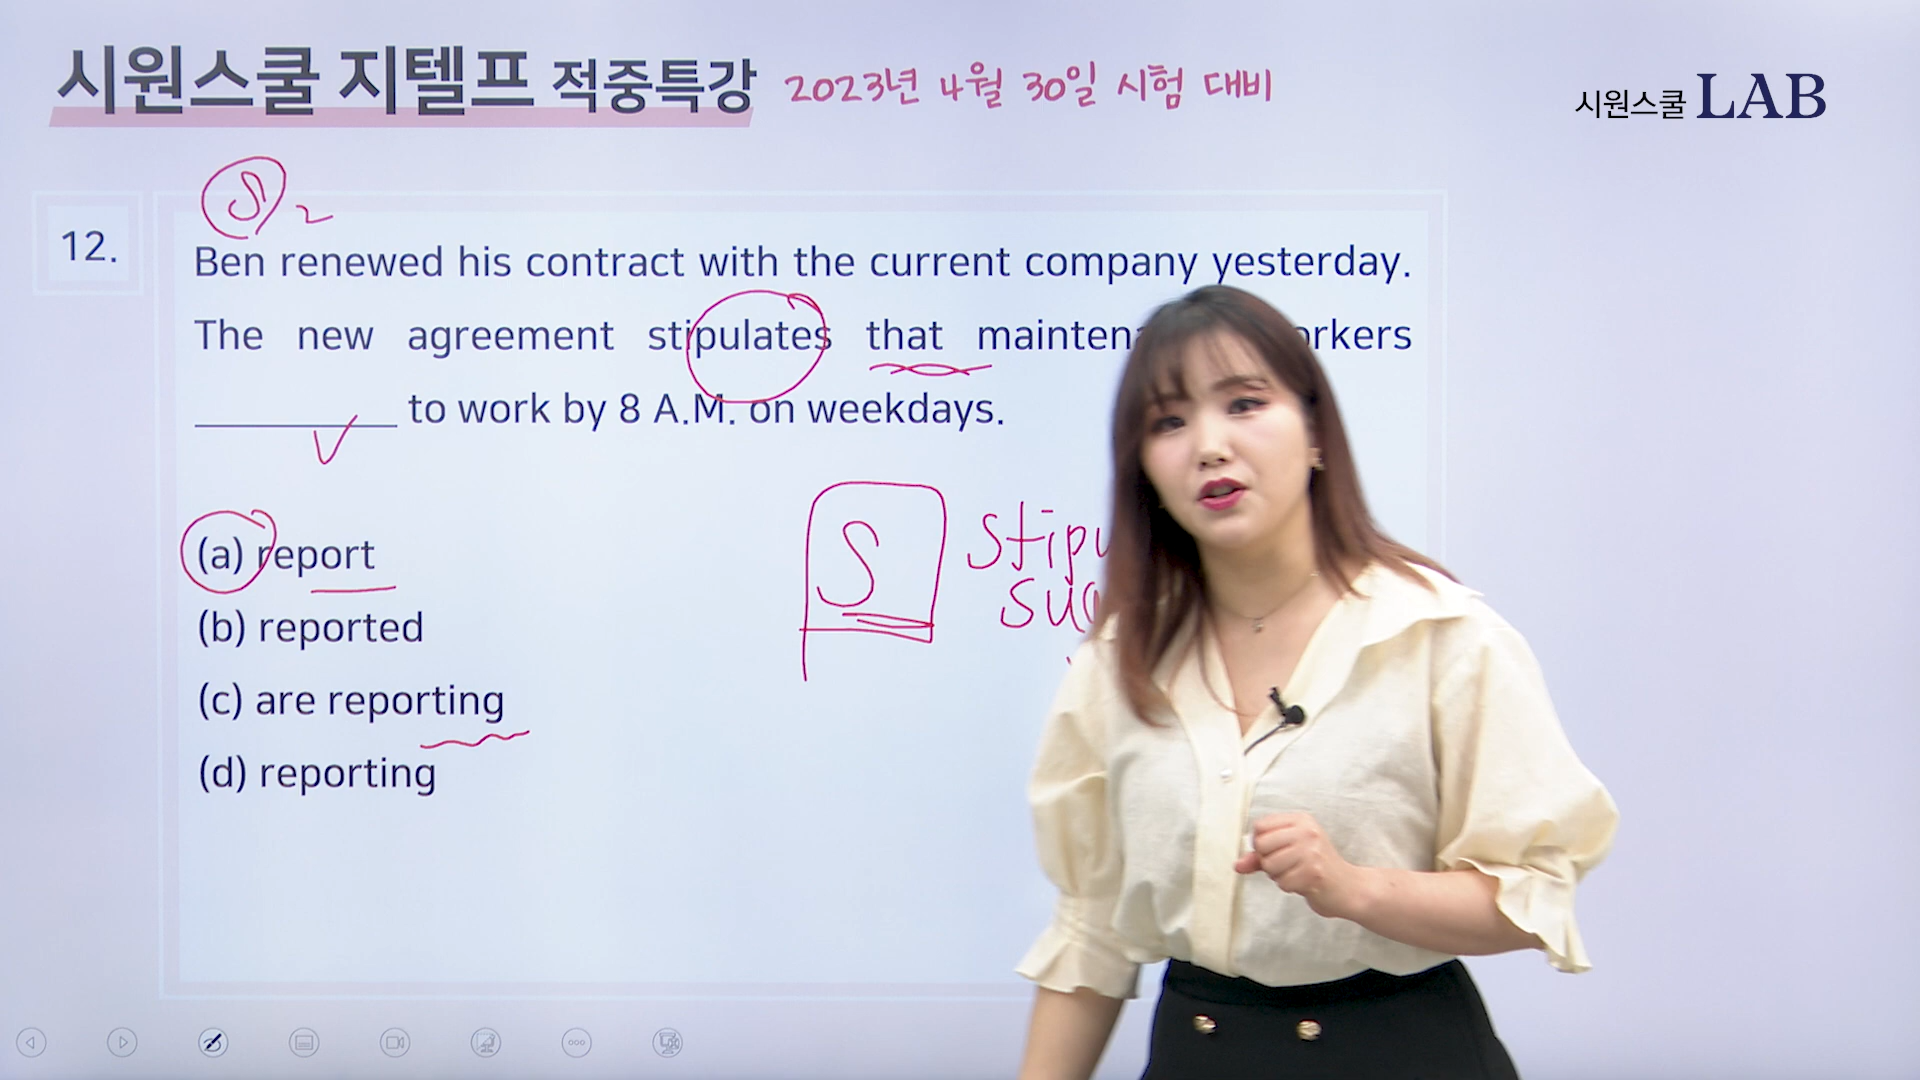 시원스쿨 지텔프 적중특강 2023년 4월 30일 시험 대비
시원스쿨 LAB
S 2
12.
Ben renewed his contract with the current company yesterday.
The new agreement stipulates that
to work by 8 A.M. on weekdays.
(a) report
(b) reported
(c) are reporting
(d) reporting
S